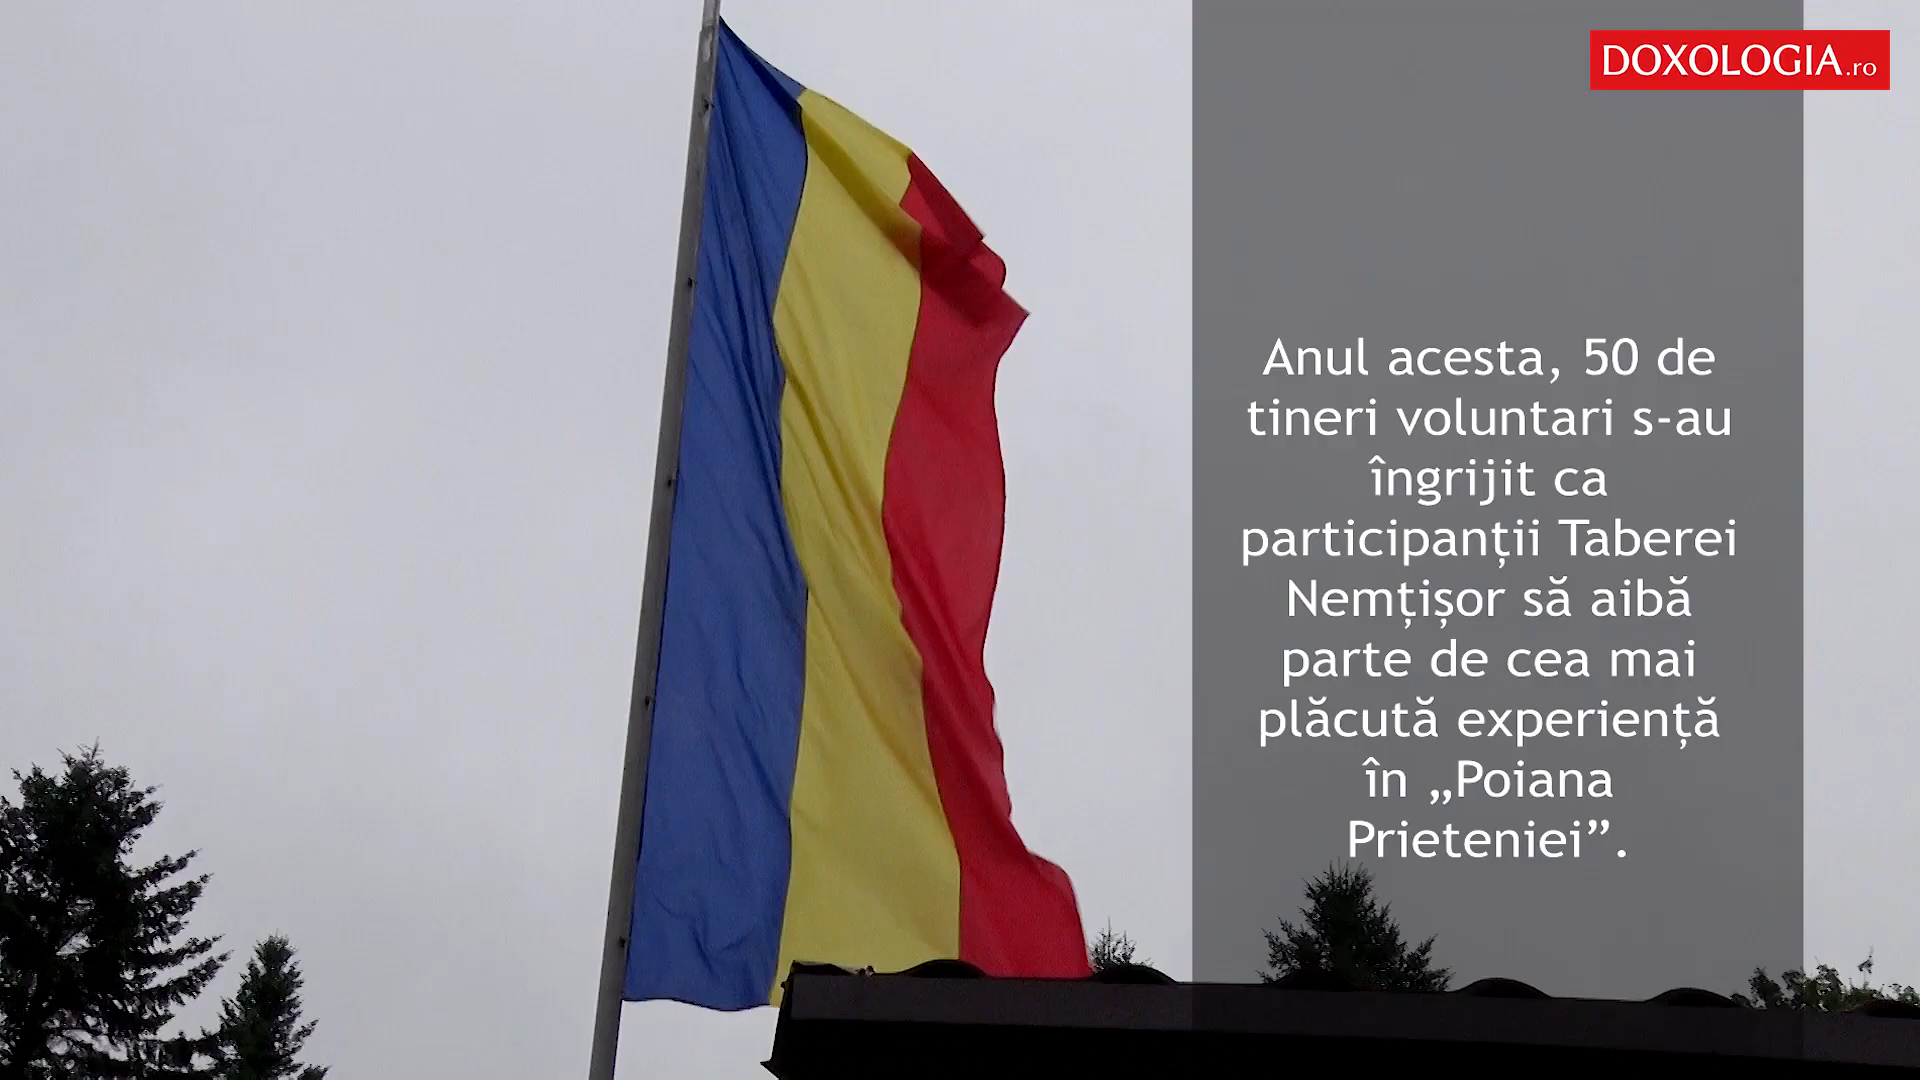 DOXOLOGIA.ro
Anul acesta, 50 de
tineri voluntari s-au
îngrijit ca
participanții Taberei
Nemțișor să aibă
parte de cea mai
plăcută experiență
în „Poiana
Prieteniei”.